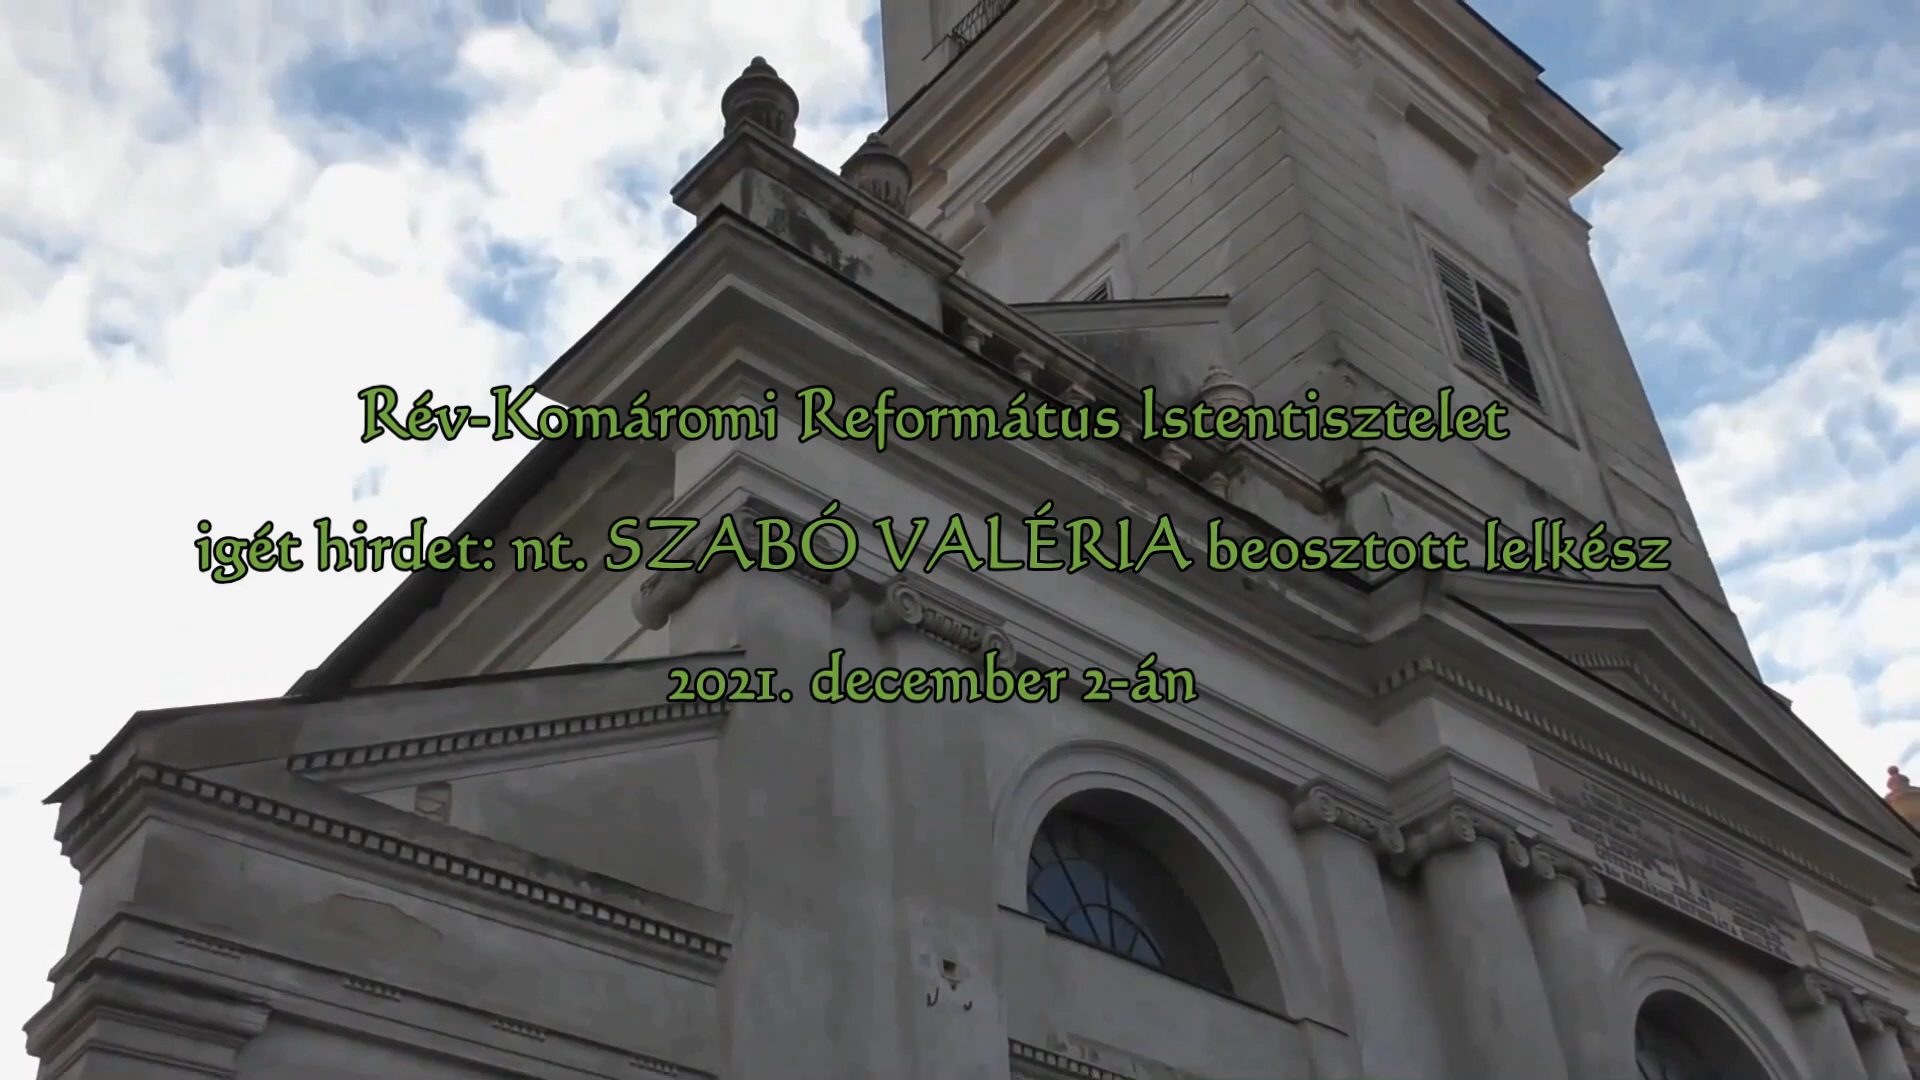 Rév-Komáromi Református Istentisztelet
igét hirdet: nt. SZABÓ VALÉRIA beosztott lelkész
2021. december 2-án